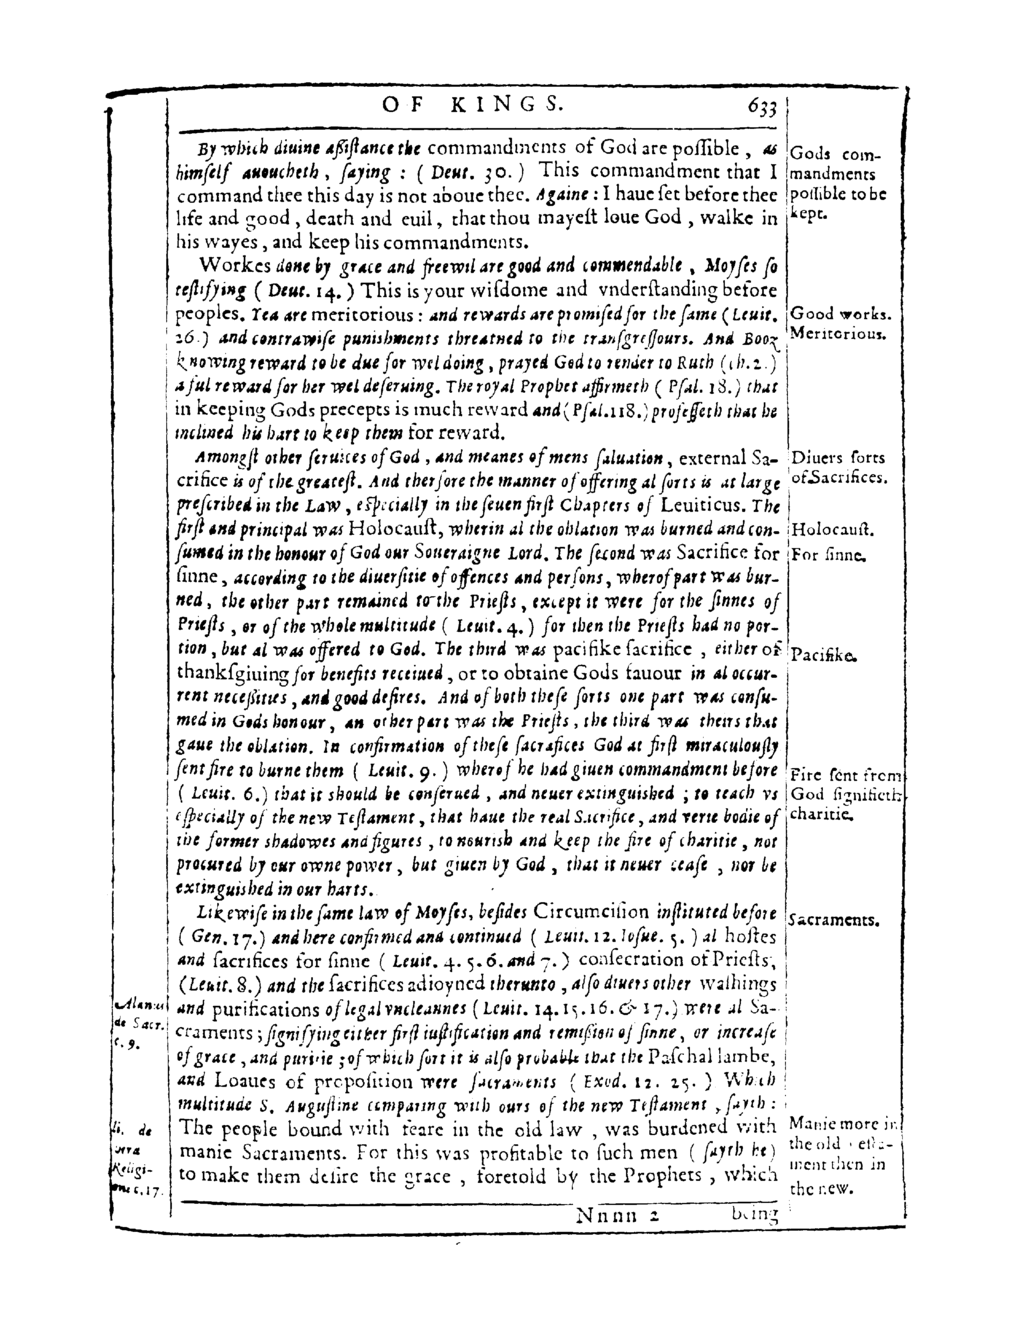 OF KINGS. 633
By which diuine assistance the commandments of God are possible, as
himself auoucheth, saying: (Deut. 30.) This commandment that I
command thee this day is not aboue thee. Againe: I haue set before thee
life and good, death and euil, that thou mayest loue God, walke in
his wayes, and keep his commandments.
Workes done by grace and freewil are good and commendable, Moyses so
testifying (Deut. 14.) This is your wisdome and vnderstanding before
peoples. Yea are meritorious: and rewards are promised for the same (Leuit.
26.) and contrawise punishments threatned to the transgressours. And Booz
knowing reward to be due for wel doing, prayed God to render to Ruth (ch. 2.)
a ful reward for her wel deseruing. The royal Prophet affirmeth (Psal. 18.) that
in keeping Gods precepts is much reward and (Psal. 118.) professeth that he
inclined his hart to keep them for reward.
Amongst other seruices of God, and meanes of mens saluation, external Sa-
crifice is of the greatest. And therfore the manner of offering al sorts is at large
prescribed in the Law, especially in the seuen first Chapters of Leuiticus. The
first and principal was Holocaust, wherin al the oblation was burned and con-
sumed in the honour of God our Soueraigne Lord. The second was Sacrifice for
sinne, according to the diuersitie of offences and persons, wherof part was bur-
ned, the other part remained to the Priests, except it were for the sinnes of
Priests, or of the whole multitude (Leuit. 4.) for then the Priests had no por-
tion, but al was offered to God. The third was pacifike sacrifice, either of
thanksgiuing for benefits receiued, or to obtaine Gods fauour in al occur-
rent necessities, and good desires. And of both these sorts one part was consu-
med in Gods honour, an other part was the Priests, the third was theirs that
gaue the oblation. In confirmation of these sacrafices God at first miraculously
sent fire to burne them (Leuit. 9.) wherof he had giuen commandment before
(Leuit. 6.) that it should be conserued, and neuer extinguished; to teach vs
especially of the new Testament, that haue the real Sacrifice, and verie bodie of
the former shadowes and figures, to nourish and keep the fire of charitie, not
procured by our owne power, but giuen by God, that it neuer cease, nor be
extinguished in our harts.
Likewise in the same law of Moyses, besides Circumcision instituted before
(Gen. 17.) and here confirmed and continued (Leuit. 12. Iosue. 5.) al hostes
and sacrifices for sinne (Leuit. 4. 5. 6. and 7.) consecration of Priests,
(Leuit. 8.) and the sacrifices adioyned therunto, also diuers other washings
and purifications of legal vncleannes (Leuit. 14. 15. 16. & 17.) were al Sa-
craments; signifying either first iustification and remission of sinne, or increase
of grace, and puritie; of which sort it is also probable that the Paschal lambe,
and Loaues of preposition were sacraments (Exod. 12. 25.) Which
multitude S. Augustine comparing with ours of the new Testament, sayth:
The people bound with feare in the old law, was burdened with
manie Sacraments. For this was profitable to such men (sayth he)
to make them desire the grace, foretold by the Prophets, which
Nnnn 2 being
Gods com-
mandments
possible to be
kept.
Good workes.
Meritorious.
Diuers sorts
of Sacrifices.
Holocaust.
For sinne.
Pacifike.
Fire sent from
God signifieth
charitie.
Sacraments.
Manie more in
the old testa-
ment then in
the new.
Alanus
de Sacr.
c. 9.
li. de
vera
Religi-
one c. 17.